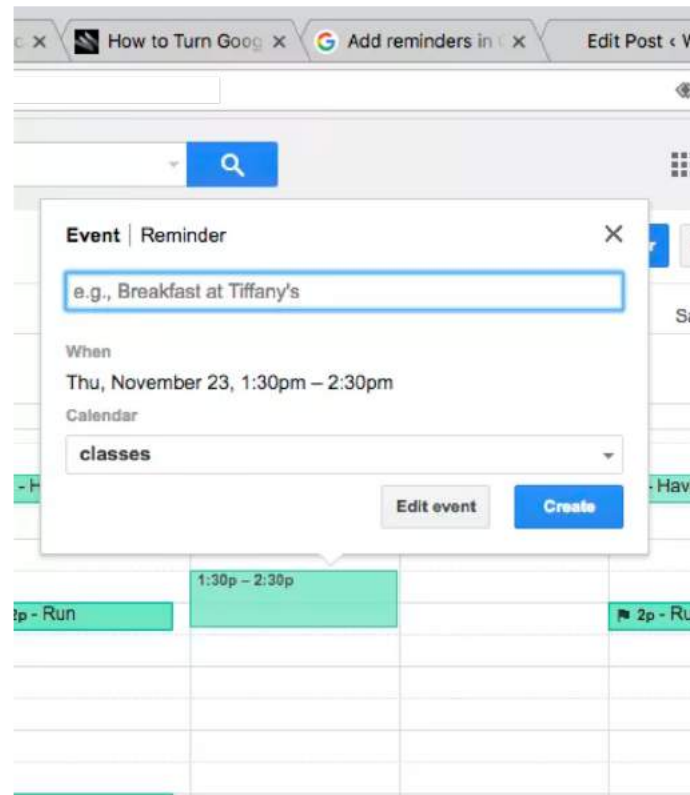 How to Turn Goog
Add reminders in
Edit Post ‹ W
Event | Reminder
e.g., Breakfast at Tiffany's
When
Thu, November 23, 1:30pm – 2:30pm
Calendar
classes
Edit event
Create
- Hav
1:30p – 2:30p
2p - Run
2p - Ru